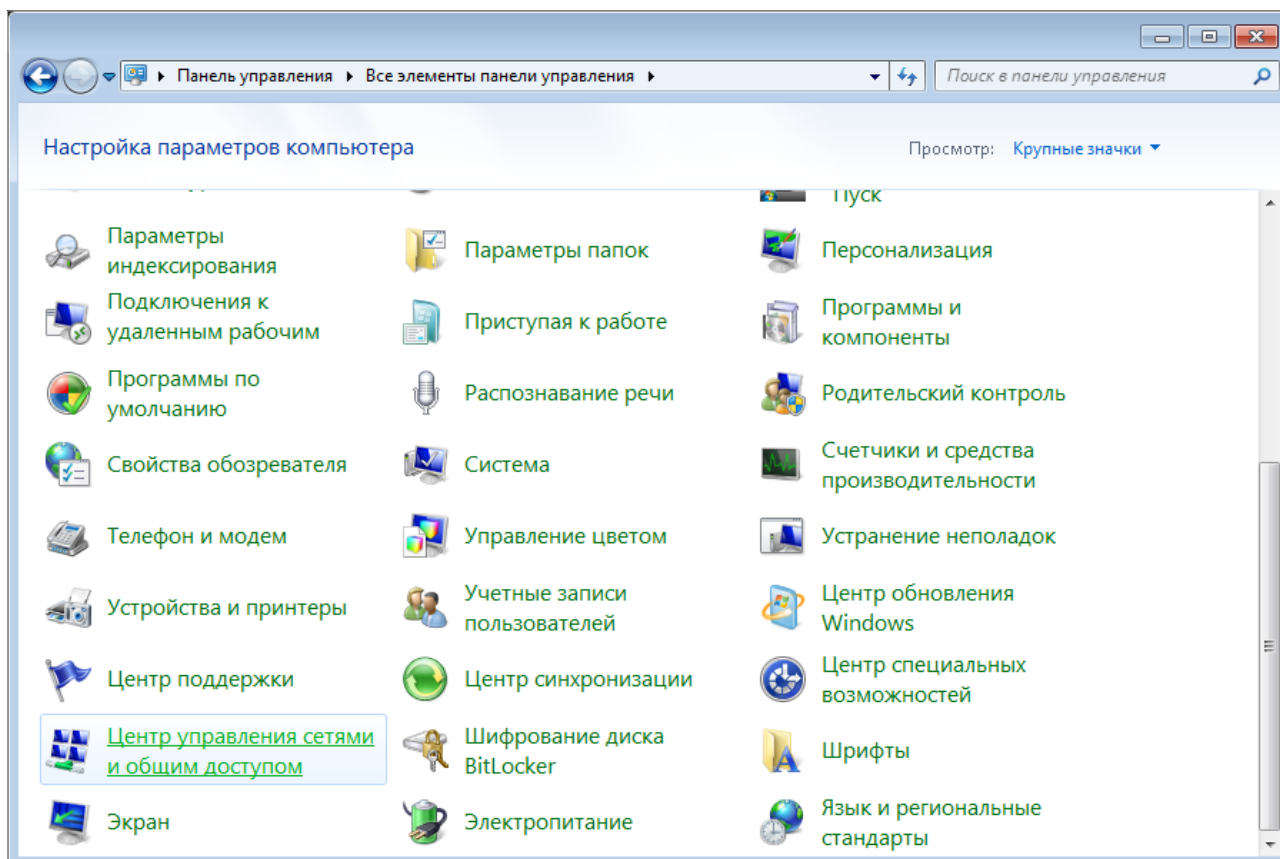 Панель управления Все элементы панели управления
Поиск в панели управления
Настройка параметров компьютера
Просмотр: Крупные значки
Пуск
Параметры
индексирования
Параметры папок
Персонализация
Подключения к
удаленным рабочим
Приступая к работе
Программы и
компоненты
Программы по
умолчанию
Распознавание речи
Родительский контроль
Свойства обозревателя
Система
Счетчики и средства
производительности
Телефон и модем
Управление цветом
Устранение неполадок
Устройства и принтеры
Учетные записи
пользователей
Центр обновления
Windows
Центр поддержки
Центр синхронизации
Центр специальных
возможностей
Центр управления сетями
и общим доступом
Шифрование диска
BitLocker
Шрифты
Экран
Электропитание
Язык и региональные
стандарты